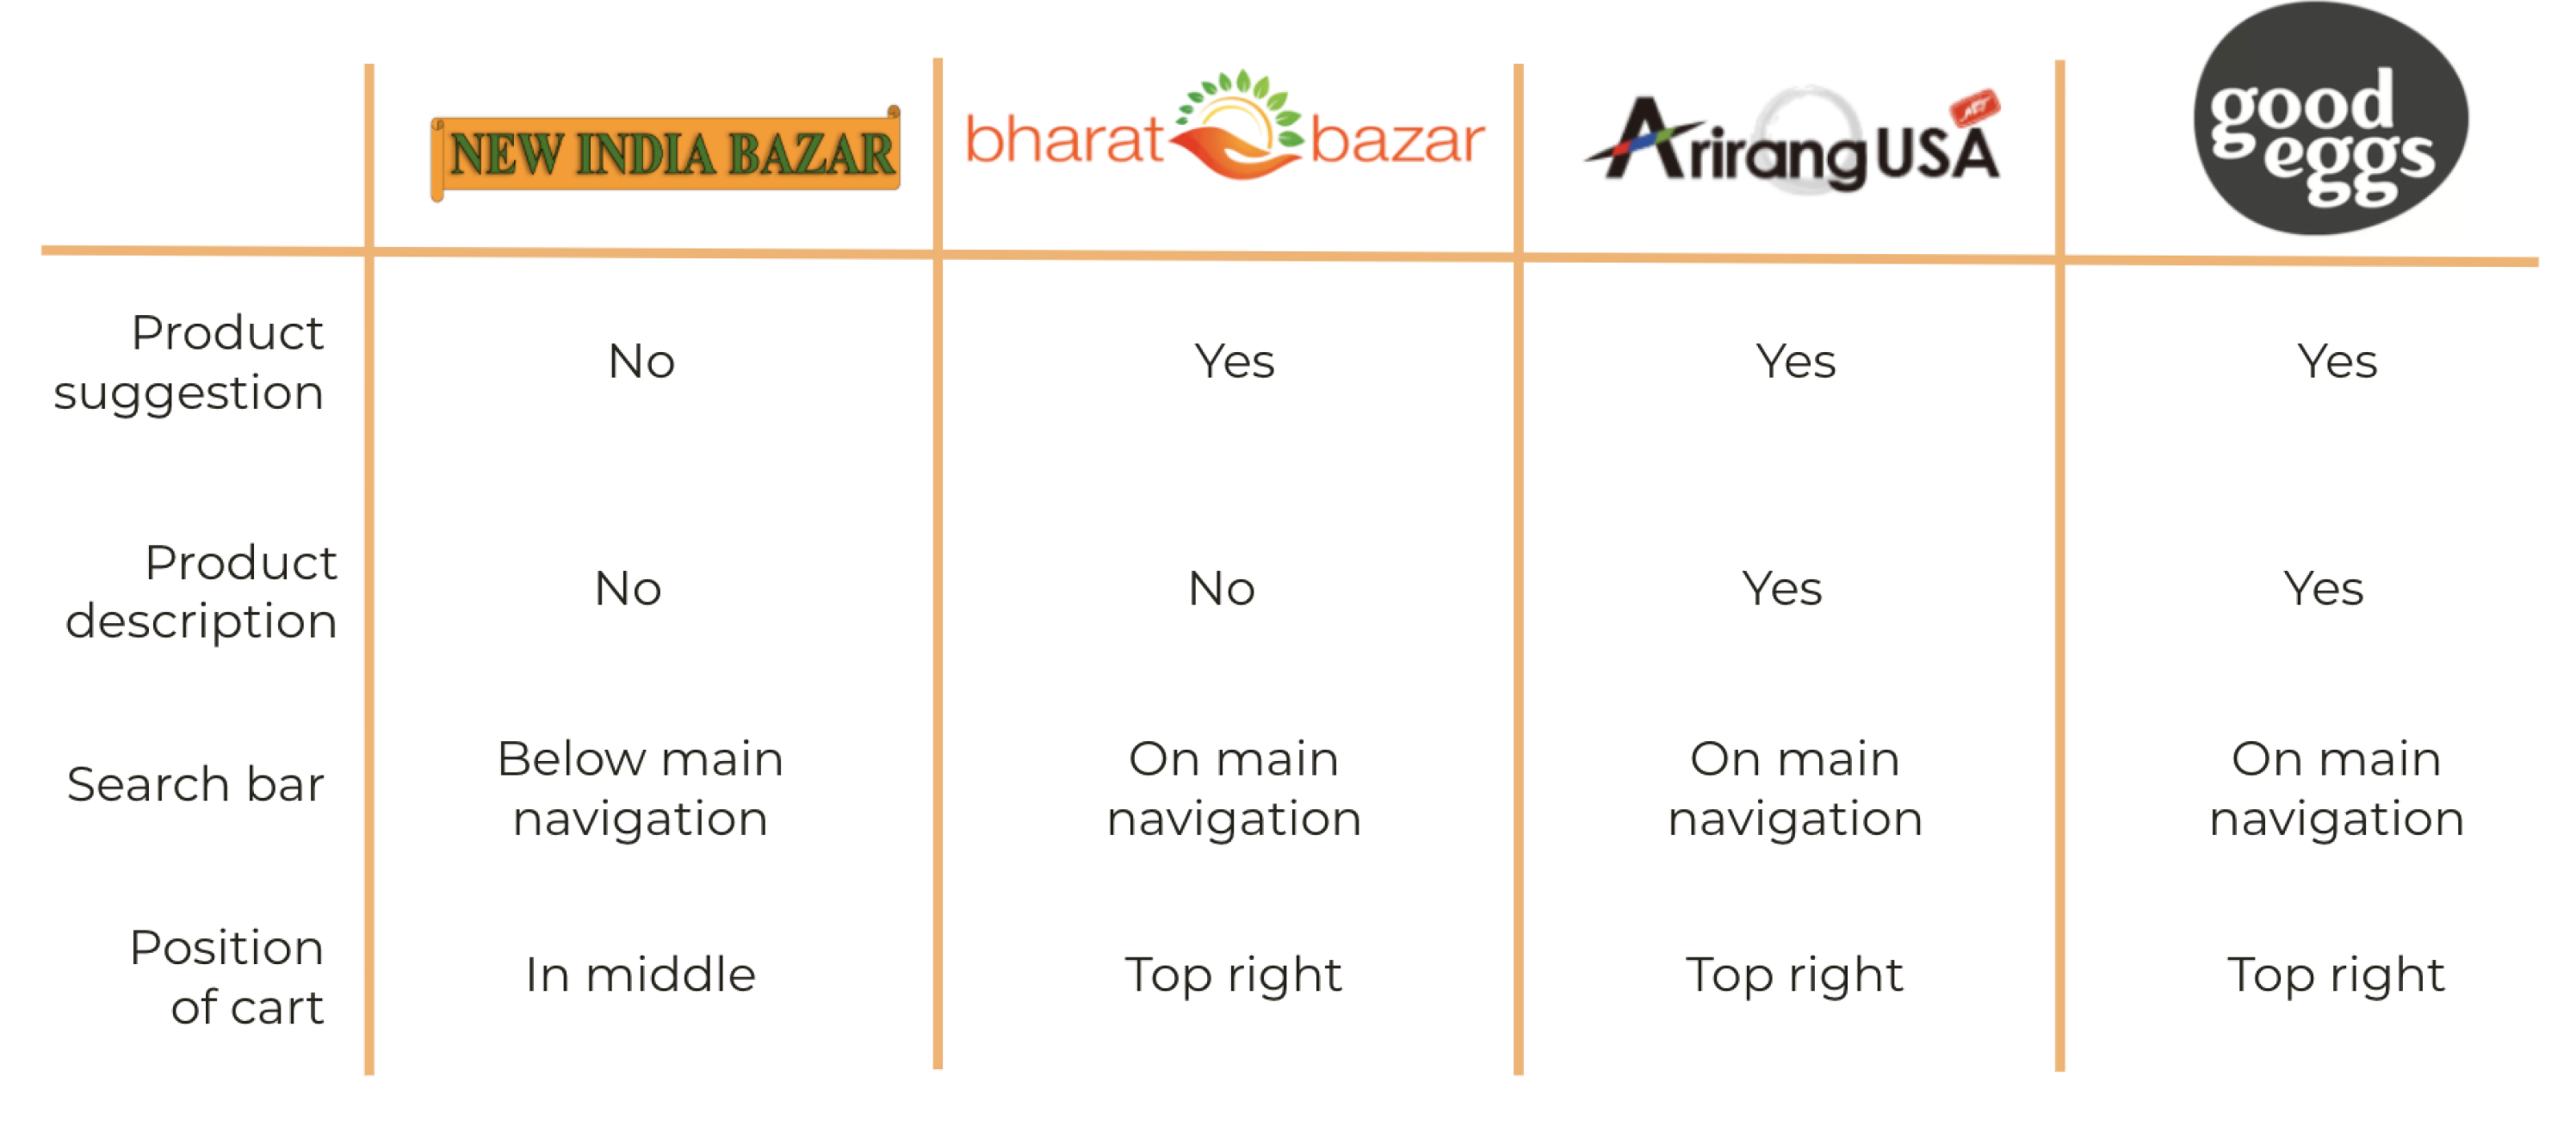 NEW INDIA BAZAR
bharat bazar
Arirang USA
good
eggs
Product
suggestion
No
Yes
Yes
Yes
Product
description
No
No
Yes
Yes
Search bar
Below main
navigation
On main
navigation
On main
navigation
On main
navigation
Position
of cart
In middle
Top right
Top right
Top right